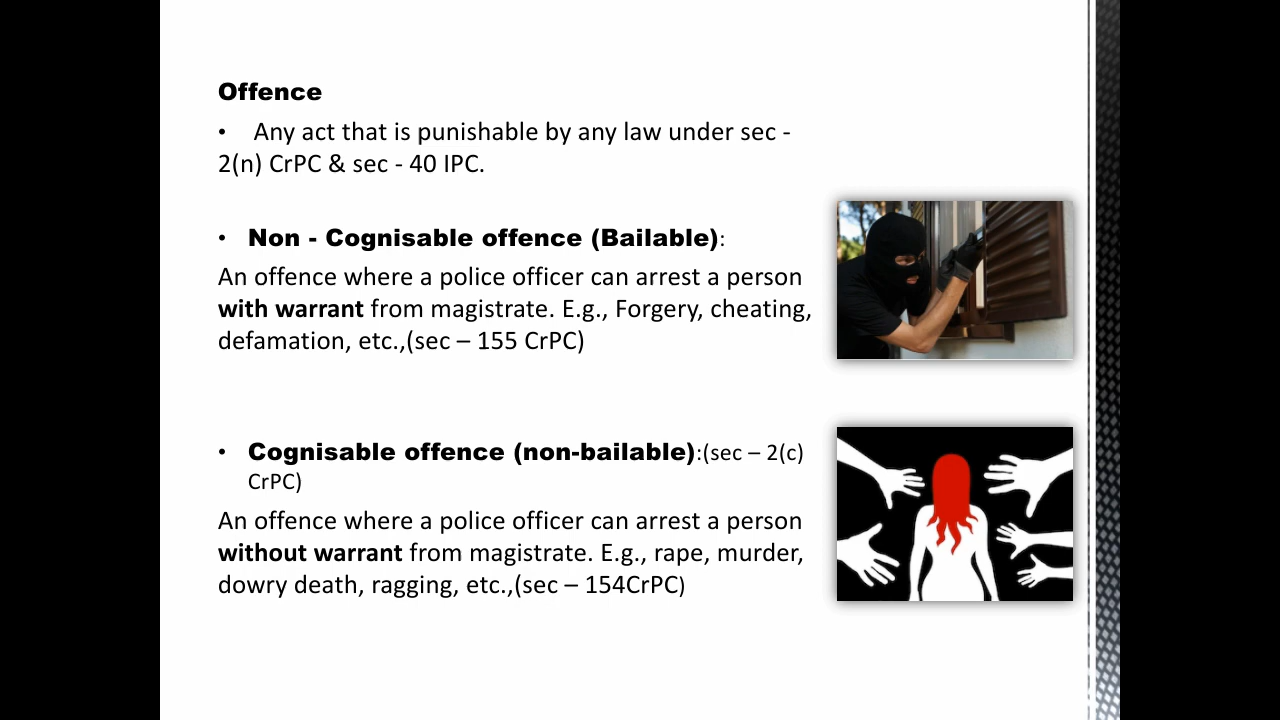 Offence
• Any act that is punishable by any law under sec -
2(n) CrPC & sec - 40 IPC.
• Non - Cognisable offence (Bailable):
An offence where a police officer can arrest a person
with warrant from magistrate. E.g., Forgery, cheating,
defamation, etc.,(sec – 155 CrPC)
• Cognisable offence (non-bailable):(sec – 2(c)
CrPC)
An offence where a police officer can arrest a person
without warrant from magistrate. E.g., rape, murder,
dowry death, ragging, etc.,(sec – 154CrPC)